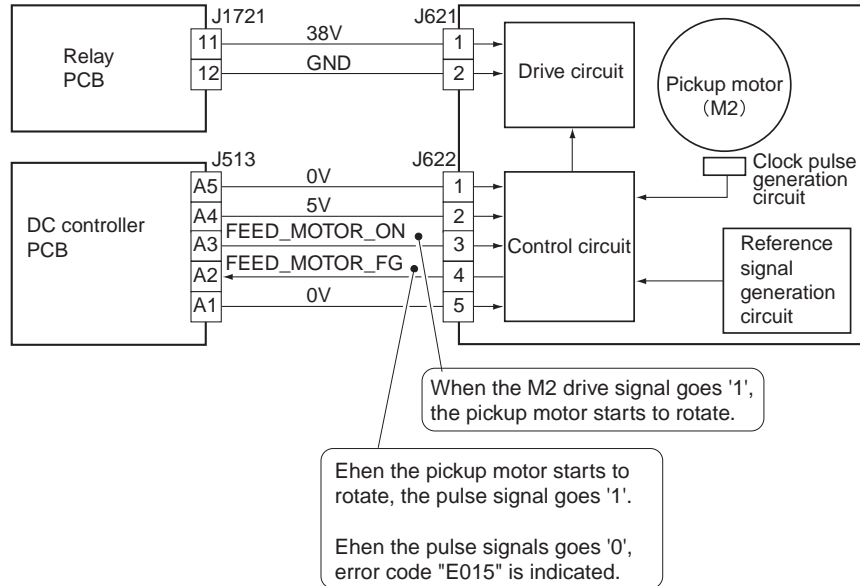 J1721
J621
Relay
PCB
11
38V
1
12
GND
2
Drive circuit
Pickup motor
(M2)
Clock pulse
generation
circuit
J513
J622
DC controller
PCB
A5
0V
1
A4
5V
2
A3
FEED_MOTOR_ON
3
A2
FEED_MOTOR_FG
4
A1
0V
5
Control circuit
Reference
signal
generation
circuit
When the M2 drive signal goes '1',
the pickup motor starts to rotate.
Ehen the pickup motor starts to
rotate, the pulse signal goes '1'.
Ehen the pulse signals goes '0',
error code "E015" is indicated.